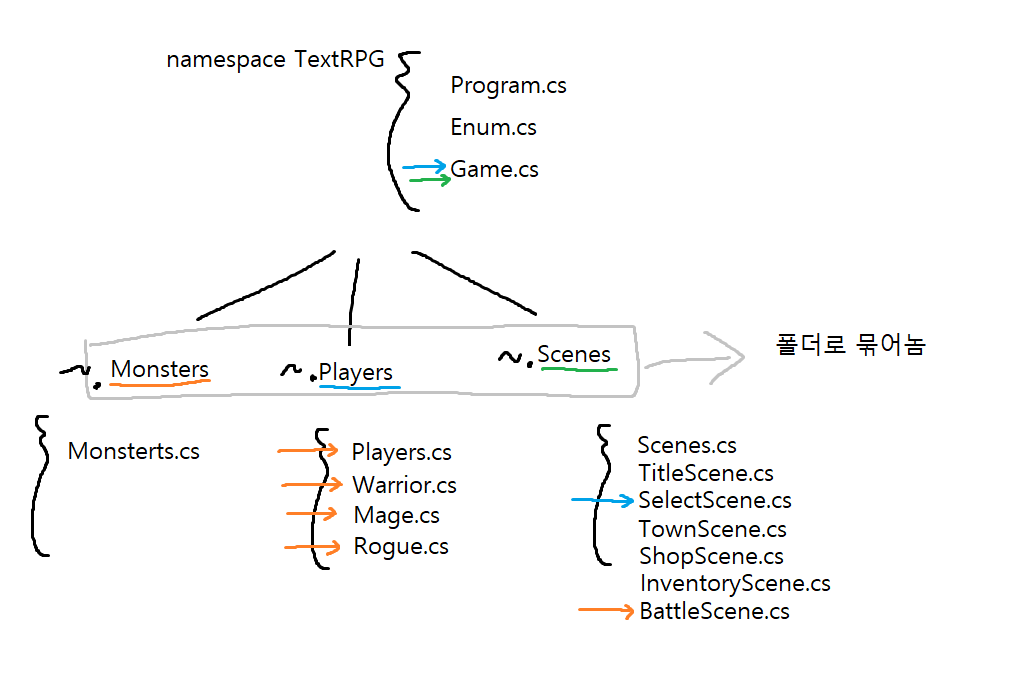 namespace TextRPG
Program.cs
Enum.cs
Game.cs
~. Monsters
~. Players
~. Scenes
폴더로 묶어놈
Monsterts.cs
Players.cs
Warrior.cs
Mage.cs
Rogue.cs
Scenes.cs
TitleScene.cs
SelectScene.cs
TownScene.cs
ShopScene.cs
InventoryScene.cs
BattleScene.cs